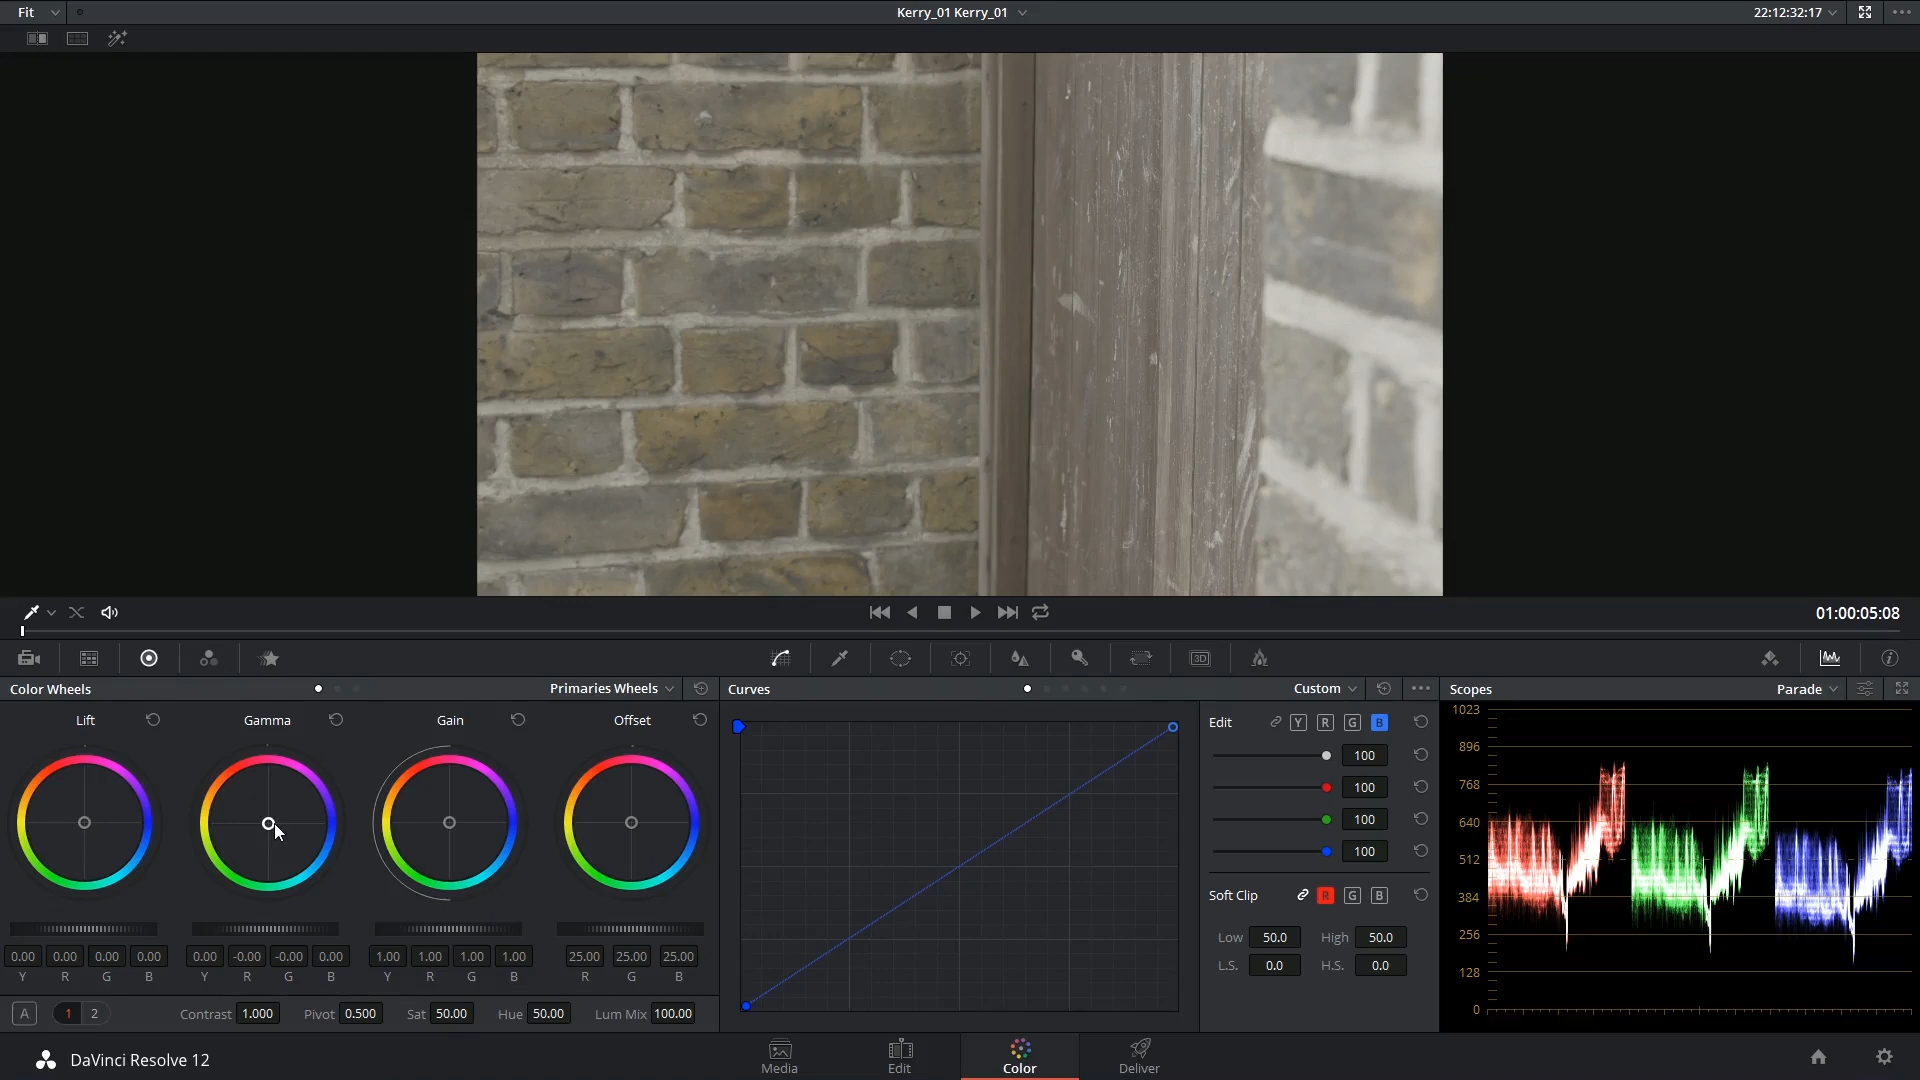 Fit
Kerry_01 Kerry_01
22:12:32:17
01:00:05:08
Color Wheels
Primaries Wheels
Lift
Gamma
Gain
Offset
0.00 0.00 0.00 0.00
0.00 -0.00 -0.00 0.00
1.00 1.00 1.00 1.00
25.00 25.00 25.00
Y R G B
Y R G B
Y R G B
R G B
A 1 2
Contrast 1.000
Pivot 0.500
Sat 50.00
Hue 50.00
Lum Mix 100.00
Curves
Custom
Edit Y R G B
100
100
100
100
Soft Clip R G B
Low 50.0 High 50.0
L.S. 0.0 H.S. 0.0
3D
Scopes
Parade
1023
896
768
640
512
384
256
128
0
DaVinci Resolve 12
Media
Edit
Color
Deliver